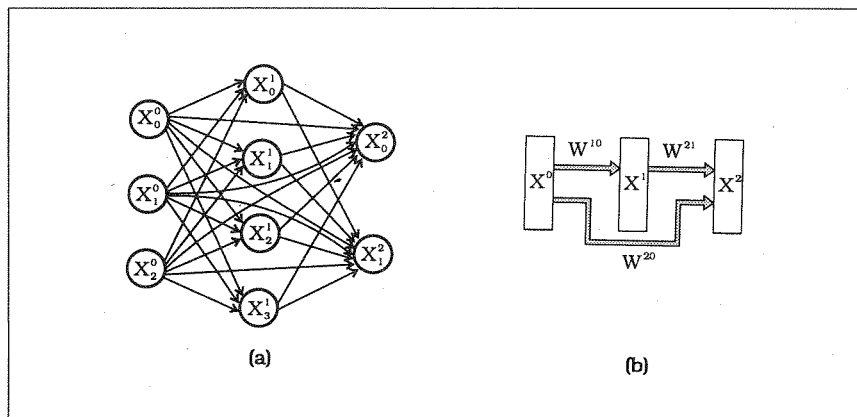 X₀⁰
X₁⁰
X₂⁰
X₀¹
X₁¹
X₂¹
X₃¹
X₀²
X₁²
(a)
X⁰
W¹⁰
X¹
W²¹
X²
W²⁰
(b)